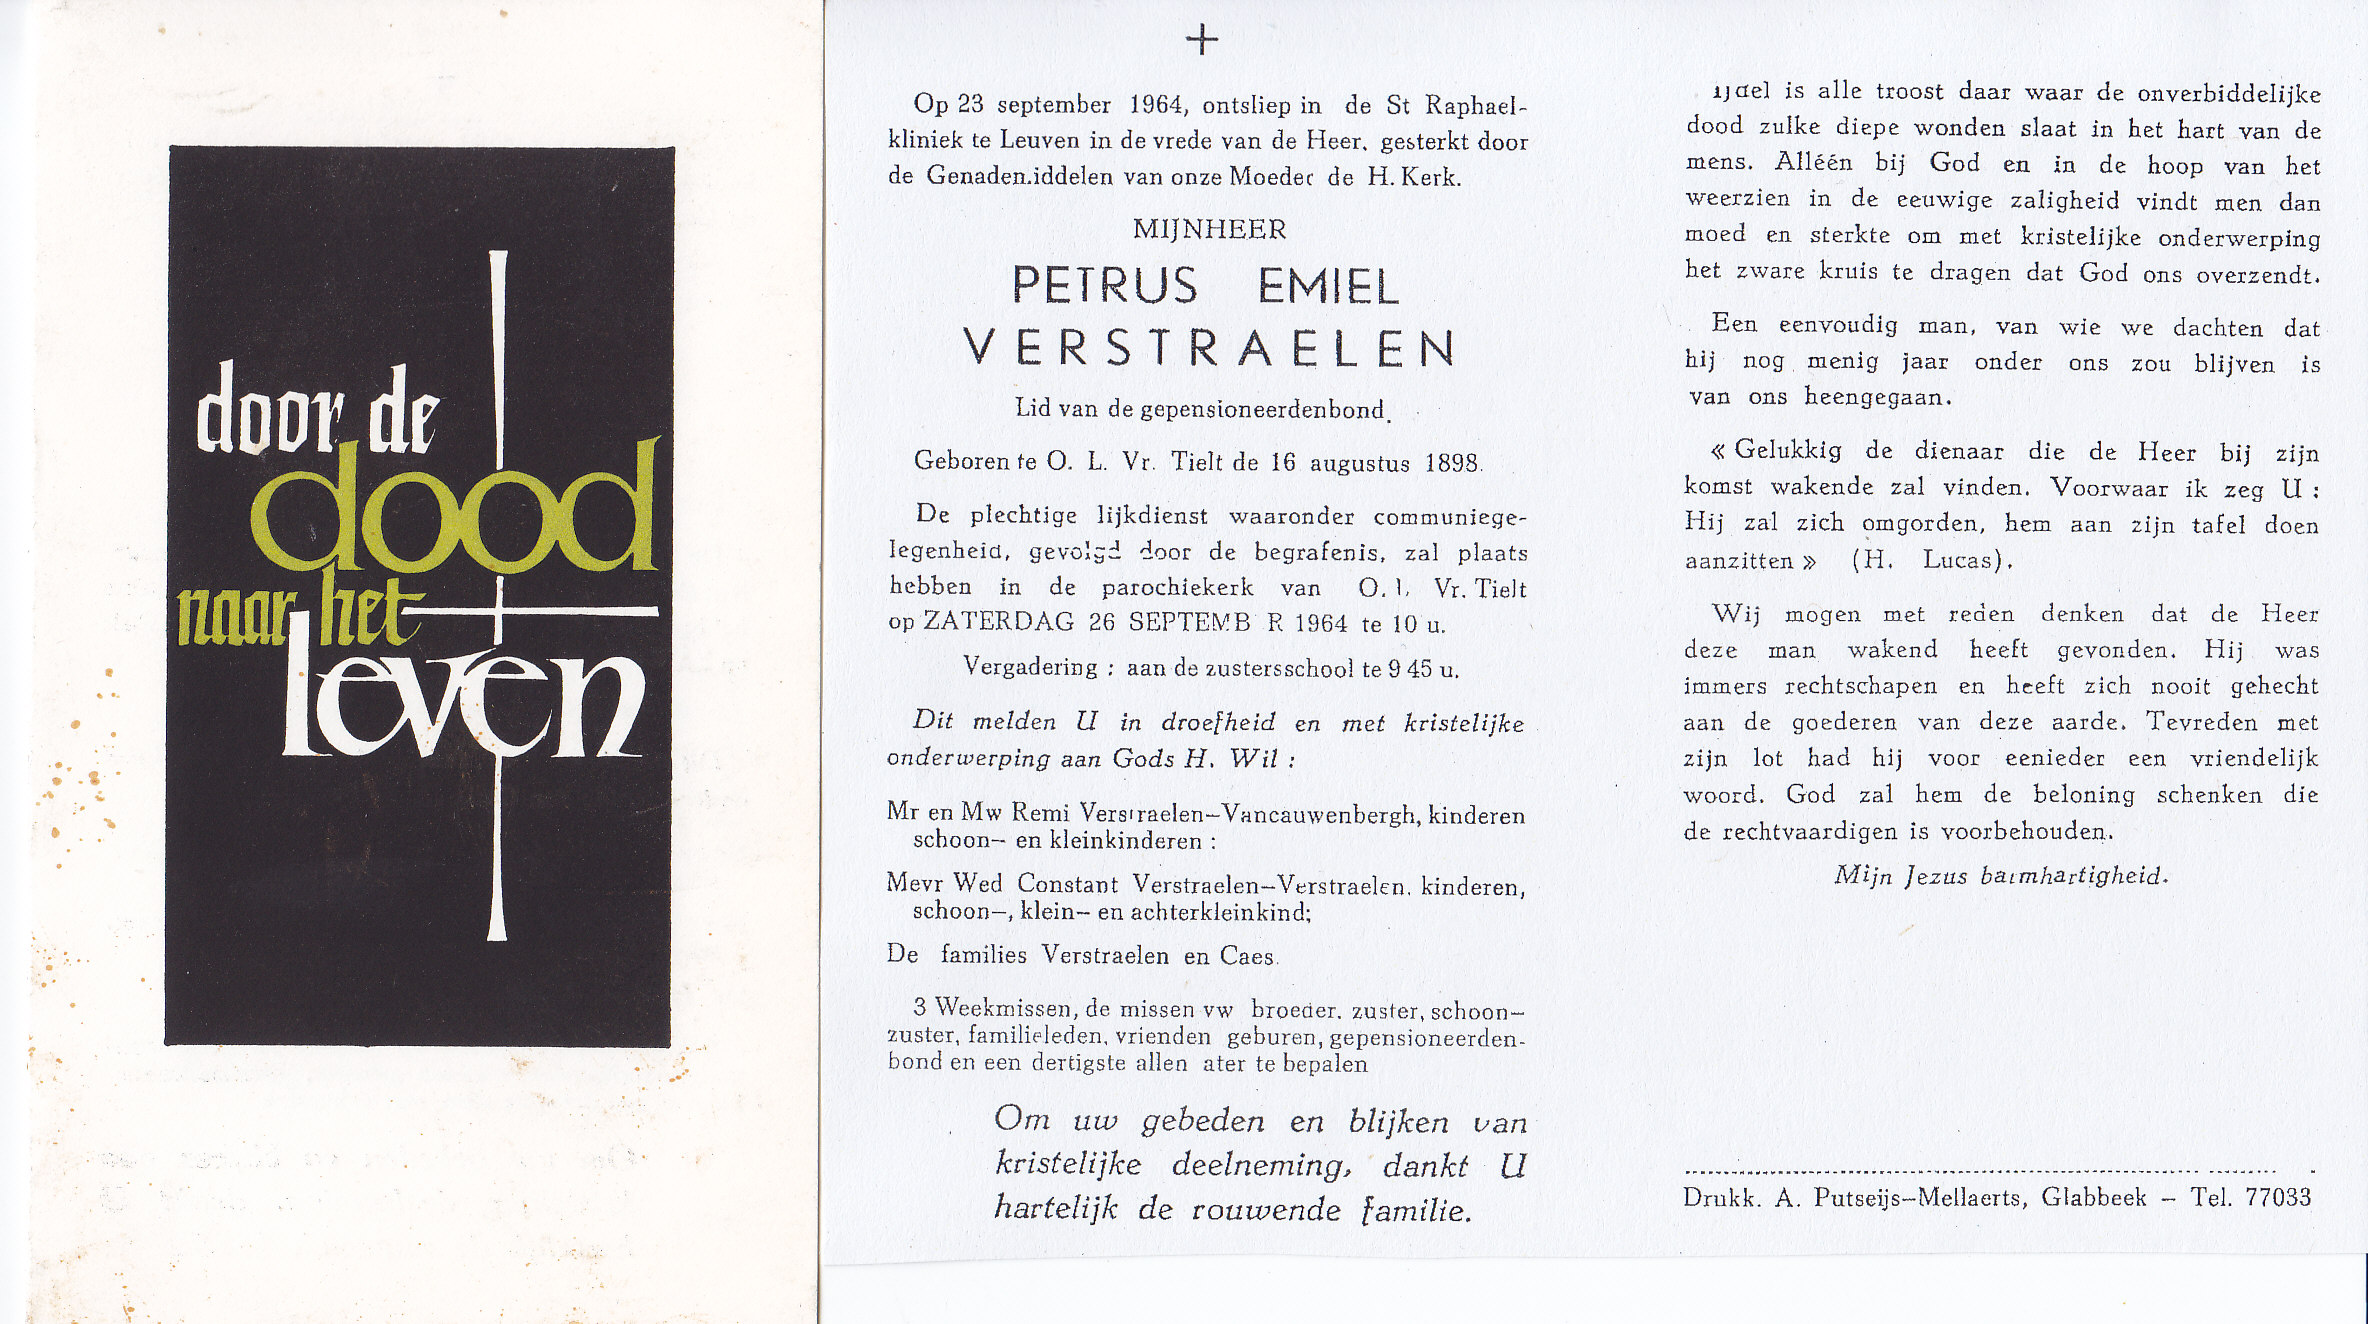 door de
dood
naar het
leven
Op 23 september 1964, ontsliep in de St Raphael-
kliniek te Leuven in de vrede van de Heer, gesterkt door
de Genaden.iddelen van onze Moeder de H. Kerk.
MIJNHEER
PETRUS EMIEL
VERSTRAELEN
Lid van de gepensioneerdenbond.
Geboren te O. L. Vr. Tielt de 16 augustus 1898.
De plechtige lijkdienst waaronder communiege-
legenheid, gevolgd door de begrafenis, zal plaats
hebben in de parochiekerk van O. L. Vr. Tielt
op ZATERDAG 26 SEPTEMB R 1964 te 10 u.
Vergadering : aan de zustersschool te 9 45 u.
Dit melden U in droefheid en met kristelijke
onderwerping aan Gods H. Wil :
Mr en Mw Remi Verstraelen-Vancauwenbergh, kinderen
schoon- en kleinkinderen :
Mevr Wed Constant Verstraelen-Verstraelen, kinderen,
schoon-, klein- en achterkleinkind;
De families Verstraelen en Caes.
3 Weekmissen, de missen vw broeder, zuster, schoon-
zuster, familieleden, vrienden geburen, gepensioneerden-
bond en een dertigste allen ater te bepalen
Om uw gebeden en blijken van
kristelijke deelneming, dankt U
hartelijk de rouwende familie.
IJdel is alle troost daar waar de onverbiddelijke
dood zulke diepe wonden slaat in het hart van de
mens. Alléén bij God en in de hoop van het
weerzien in de eeuwige zaligheid vindt men dan
moed en sterkte om met kristelijke onderwerping
het zware kruis te dragen dat God ons overzendt.
Een eenvoudig man, van wie we dachten dat
hij nog menig jaar onder ons zou blijven is
van ons heengegaan.
« Gelukkig de dienaar die de Heer bij zijn
komst wakende zal vinden. Voorwaar ik zeg U :
Hij zal zich omgorden, hem aan zijn tafel doen
aanzitten » (H. Lucas).
Wij mogen met reden denken dat de Heer
deze man wakend heeft gevonden. Hij was
immers rechtschapen en heeft zich nooit gehecht
aan de goederen van deze aarde. Tevreden met
zijn lot had hij voor eenieder een vriendelijk
woord. God zal hem de beloning schenken die
de rechtvaardigen is voorbehouden.
Mijn Jezus barmhartigheid.
Drukk. A. Putseijs-Mellaerts, Glabbeek - Tel. 77033